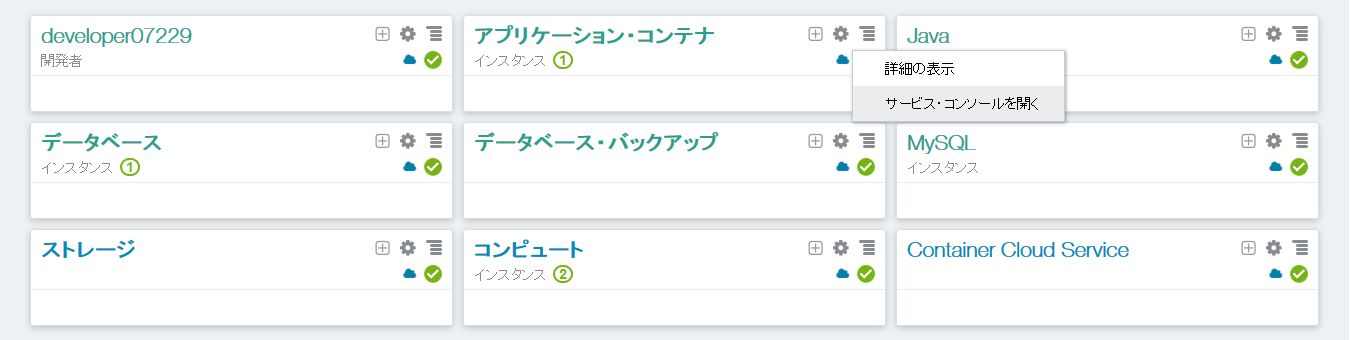 developer07229
開発者
アプリケーション・コンテナ
インスタンス 1
Java
詳細の表示
サービス・コンソールを開く
データベース
インスタンス 1
データベース・バックアップ
MySQL
インスタンス
ストレージ
コンピュート
インスタンス 2
Container Cloud Service